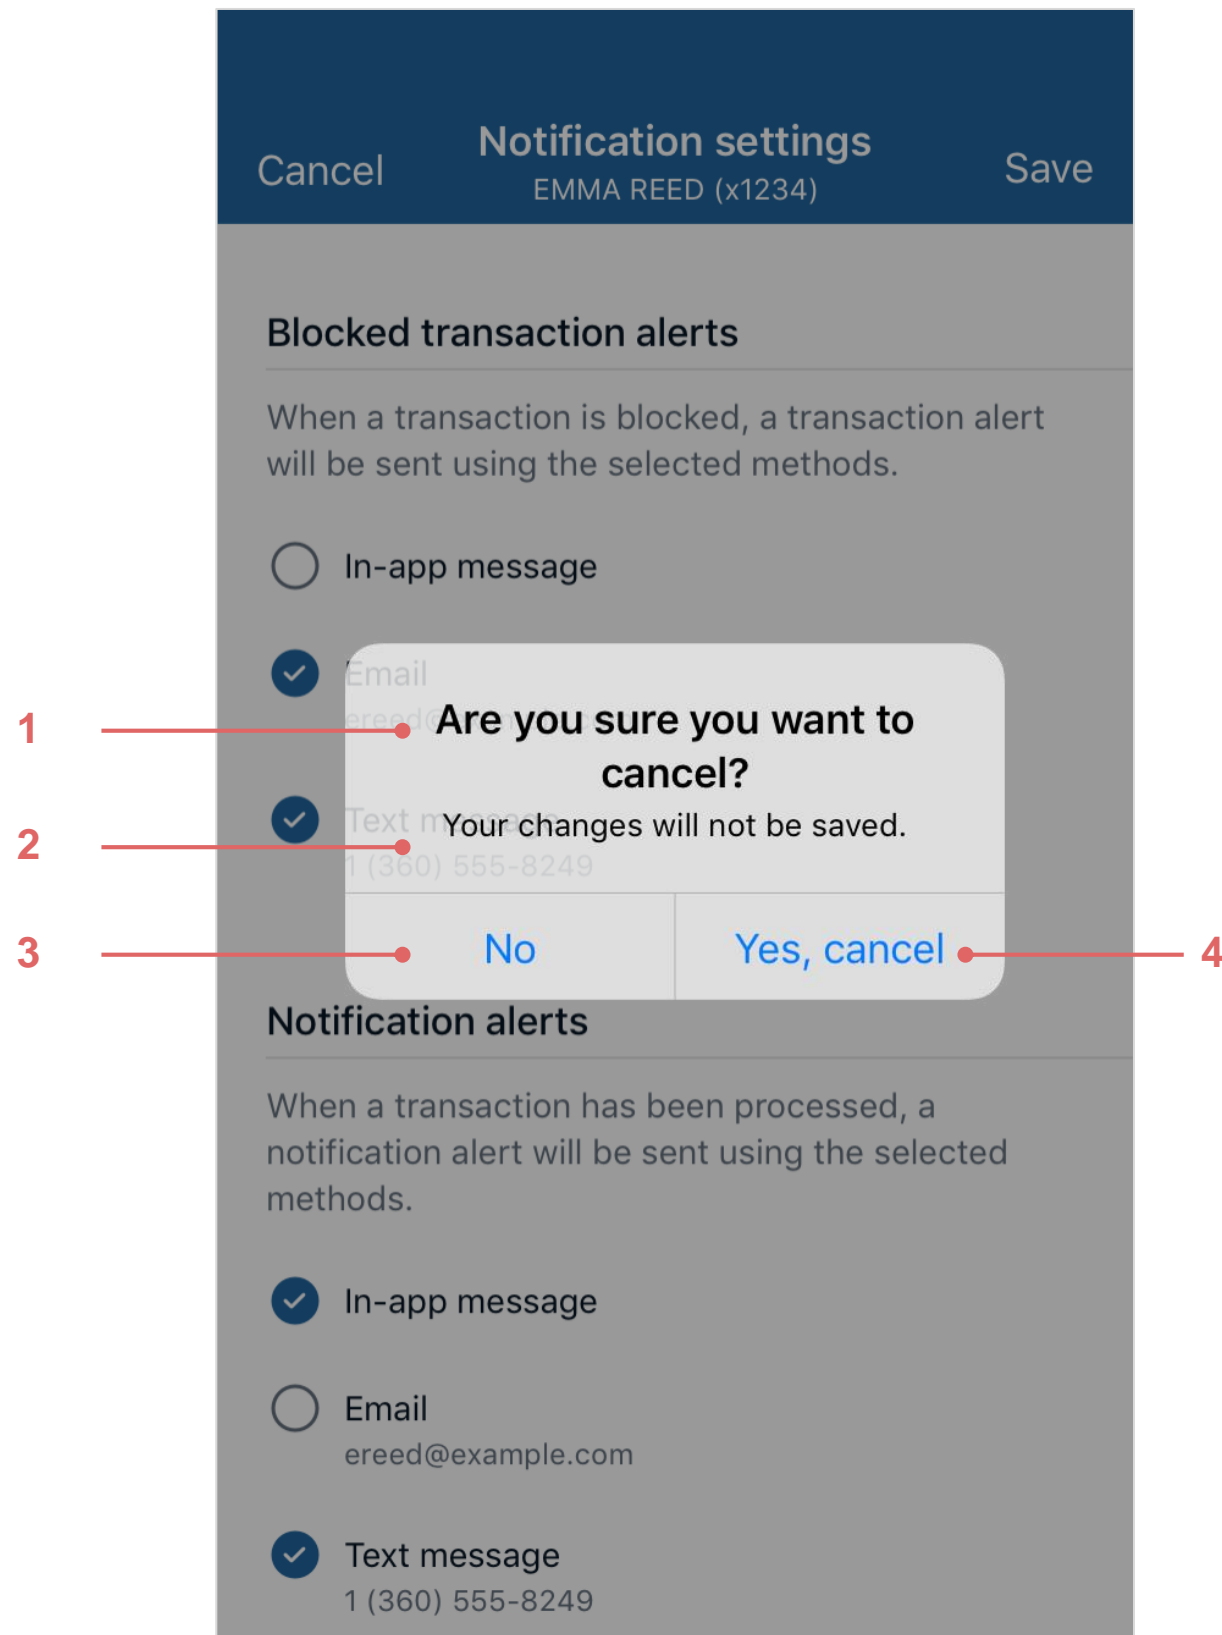 Cancel
Notification settings
EMMA REED (x1234)
Save
Blocked transaction alerts
When a transaction is blocked, a transaction alert
will be sent using the selected methods.
In-app message
Email
1
Are you sure you want to
cancel?
Text message
Your changes will not be saved.
2
1 (360) 555-8249
3
No
Yes, cancel
4
Notification alerts
When a transaction has been processed, a
notification alert will be sent using the selected
methods.
In-app message
Email
ereed@example.com
Text message
1 (360) 555-8249